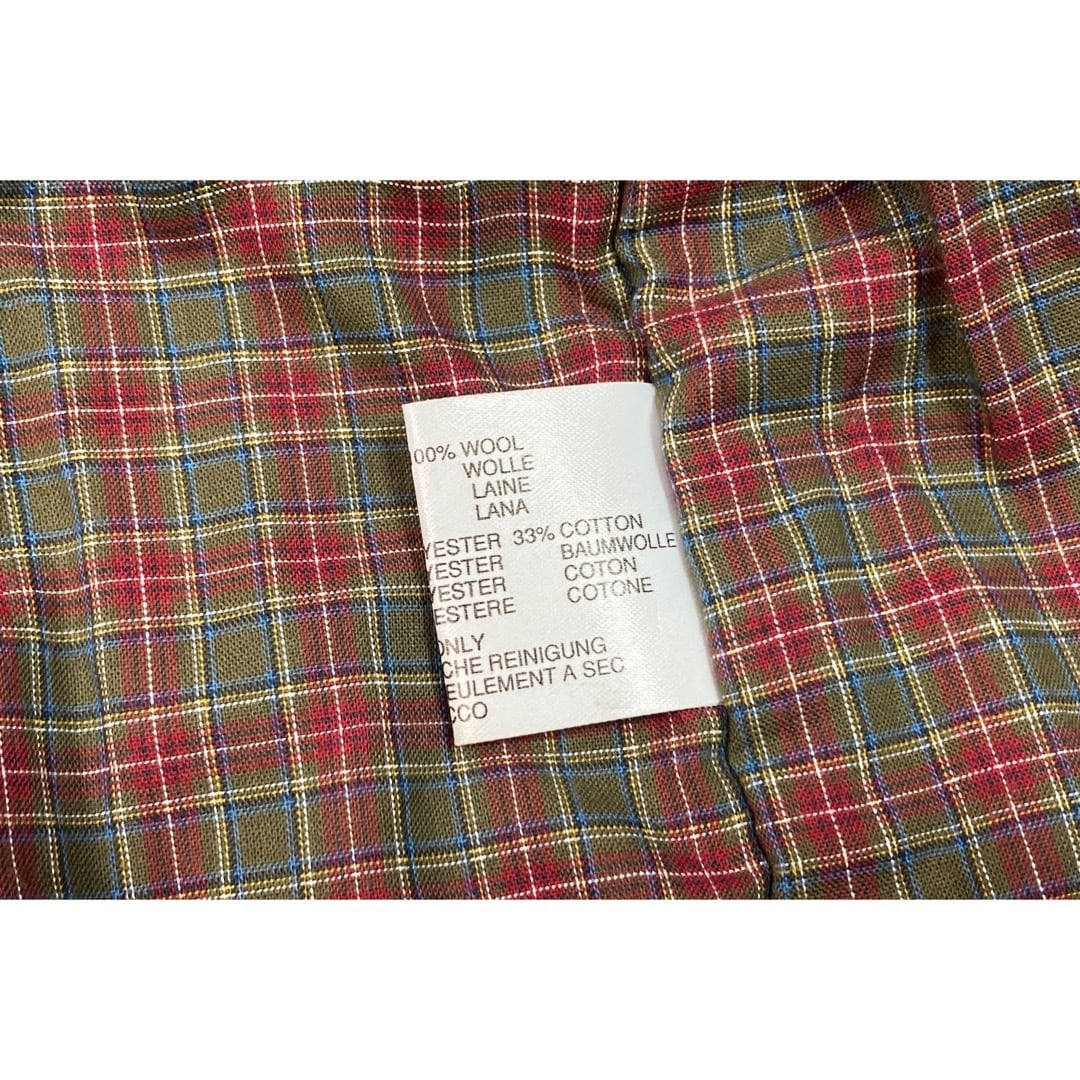 00% WOOL
WOLLE
LAINE
LANA
YESTER 33% COTTON
YESTER BAUMWOLLE
YESTER COTON
ESTERE COTONE
ONLY
CHE REINIGUNG
EULEMENT A SEC
CCO